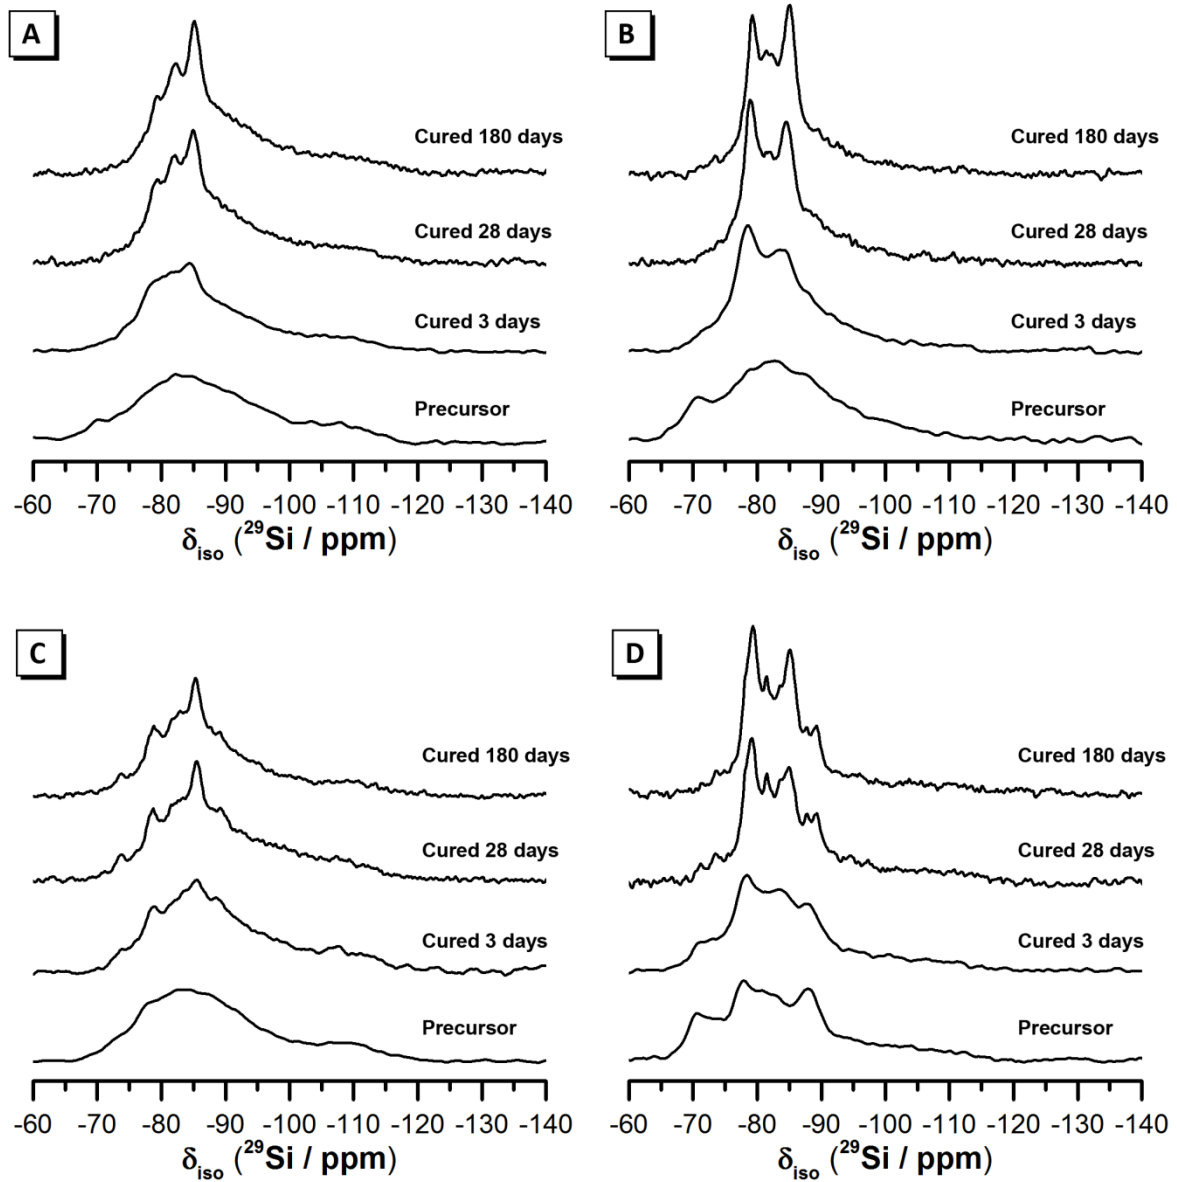 A
Cured 180 days
Cured 28 days
Cured 3 days
Precursor
-60 -70 -80 -90 -100 -110 -120 -130 -140
δiso (29Si / ppm)
B
Cured 180 days
Cured 28 days
Cured 3 days
Precursor
-60 -70 -80 -90 -100 -110 -120 -130 -140
δiso (29Si / ppm)
C
Cured 180 days
Cured 28 days
Cured 3 days
Precursor
-60 -70 -80 -90 -100 -110 -120 -130 -140
δiso (29Si / ppm)
D
Cured 180 days
Cured 28 days
Cured 3 days
Precursor
-60 -70 -80 -90 -100 -110 -120 -130 -140
δiso (29Si / ppm)